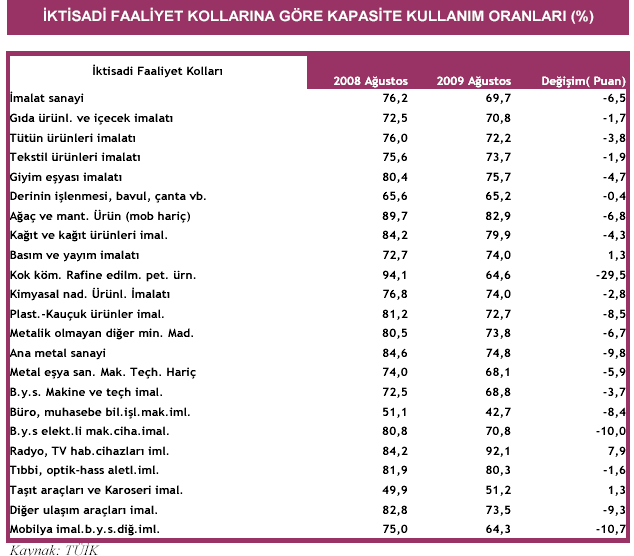 İKTİSADİ FAALİYET KOLLARINA GÖRE KAPASİTE KULLANIM ORANLARI (%)
İktisadi Faaliyet Kolları 2008 Ağustos 2009 Ağustos Değişim( Puan)
İmalat sanayi 76,2 69,7 -6,5
Gıda ürünl. ve içecek imalatı 72,5 70,8 -1,7
Tütün ürünleri imalatı 76,0 72,2 -3,8
Tekstil ürünleri imalatı 75,6 73,7 -1,9
Giyim eşyası imalatı 80,4 75,7 -4,7
Derinin işlenmesi, bavul, çanta vb. 65,6 65,2 -0,4
Ağaç ve mant. Ürün (mob hariç) 89,7 82,9 -6,8
Kağıt ve kağıt ürünleri imal. 84,2 79,9 -4,3
Basım ve yayım imalatı 72,7 74,0 1,3
Kok köm. Rafine edilm. pet. ürn. 94,1 64,6 -29,5
Kimyasal nad. Ürünl. İmalatı 76,8 74,0 -2,8
Plast.-Kauçuk ürünler imal. 81,2 72,7 -8,5
Metalik olmayan diğer min. Mad. 80,5 73,8 -6,7
Ana metal sanayi 84,6 74,8 -9,8
Metal eşya san. Mak. Teçh. Hariç 74,0 68,1 -5,9
B.y.s. Makine ve teçh imal. 72,5 68,8 -3,7
Büro, muhasebe bil.işl.mak.iml. 51,1 42,7 -8,4
B.y.s elekt.li mak.ciha.imal. 80,8 70,8 -10,0
Radyo, TV hab.cihazları iml. 84,2 92,1 7,9
Tıbbi, optik-hass aletl.iml. 81,9 80,3 -1,6
Taşıt araçları ve Karoseri imal. 49,9 51,2 1,3
Diğer ulaşım araçları imal. 82,8 73,5 -9,3
Mobilya imal.b.y.s.diğ.iml. 75,0 64,3 -10,7
Kaynak: TÜİK